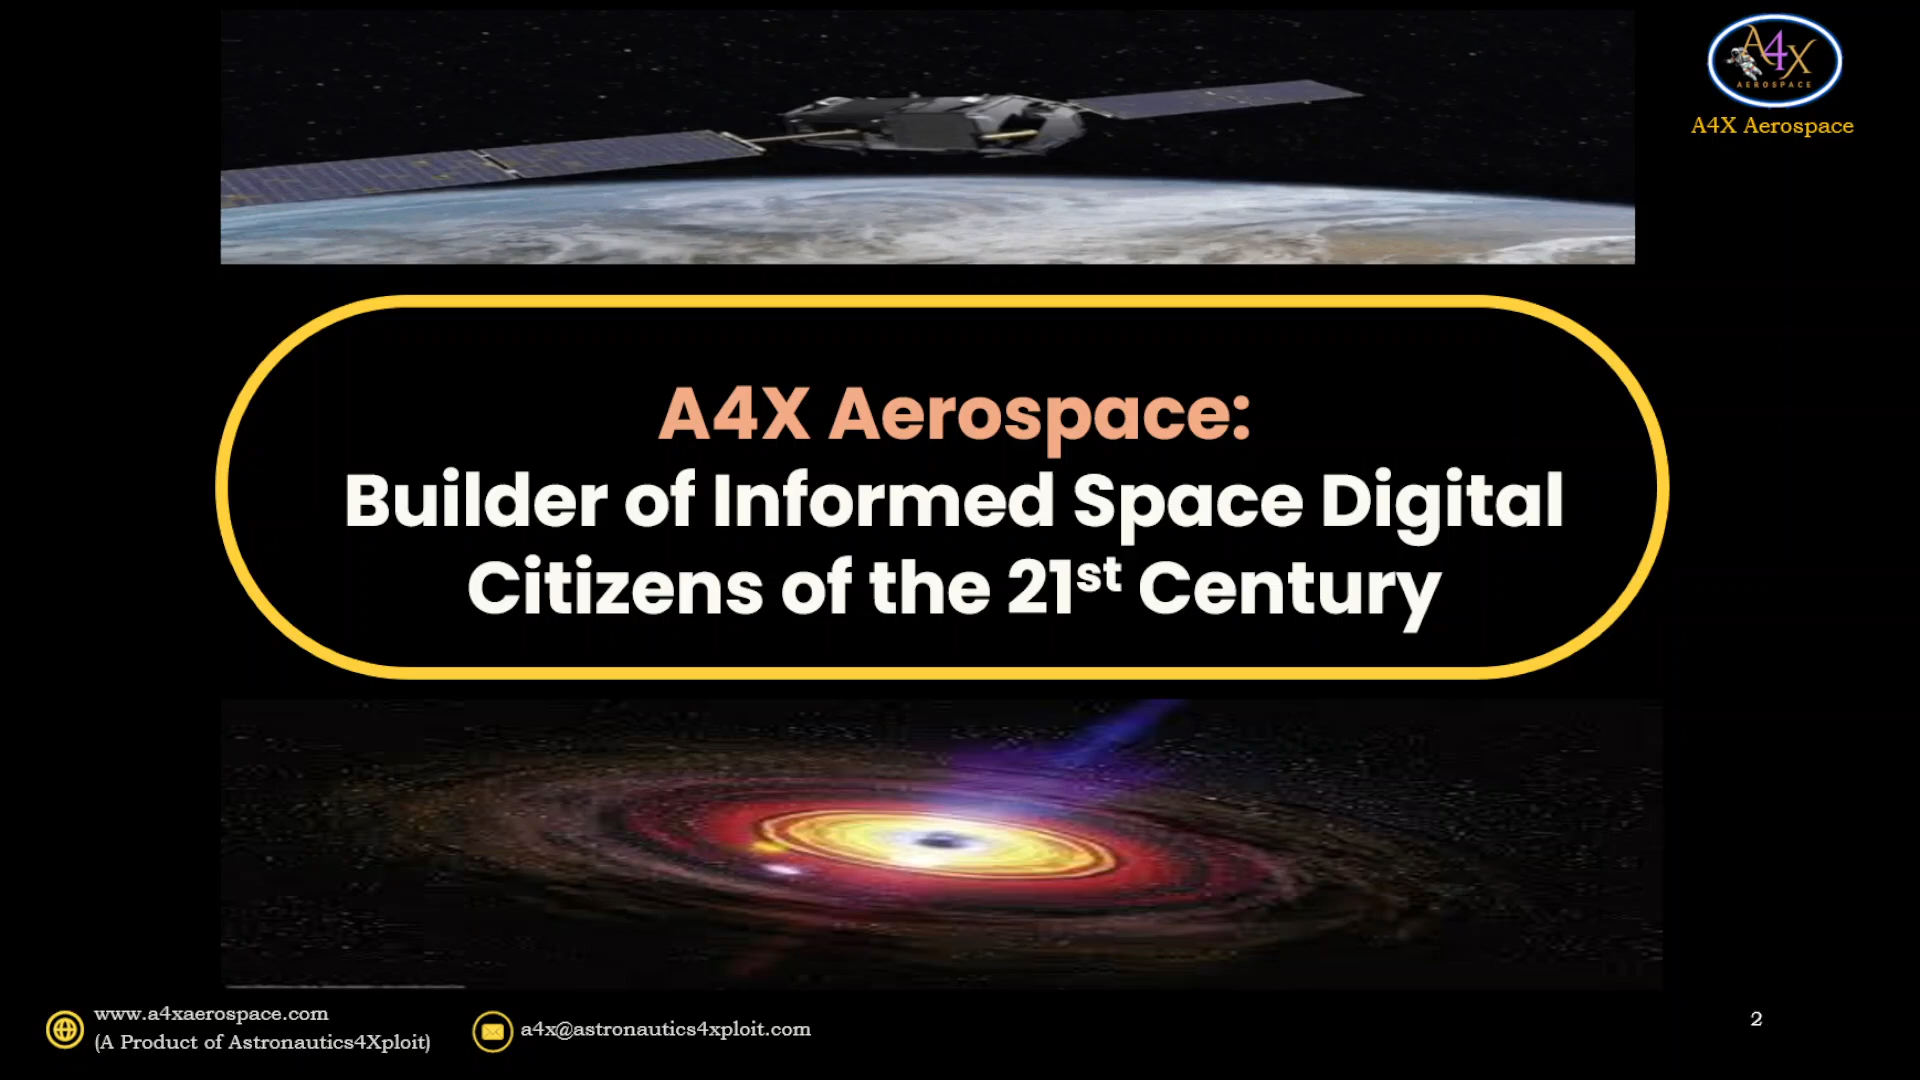 A4X
AEROSPACE
A4X Aerospace
A4X Aerospace:
Builder of Informed Space Digital
Citizens of the 21st Century
www.a4xaerospace.com
(A Product of Astronautics4Xploit)
a4x@astronautics4xploit.com
2